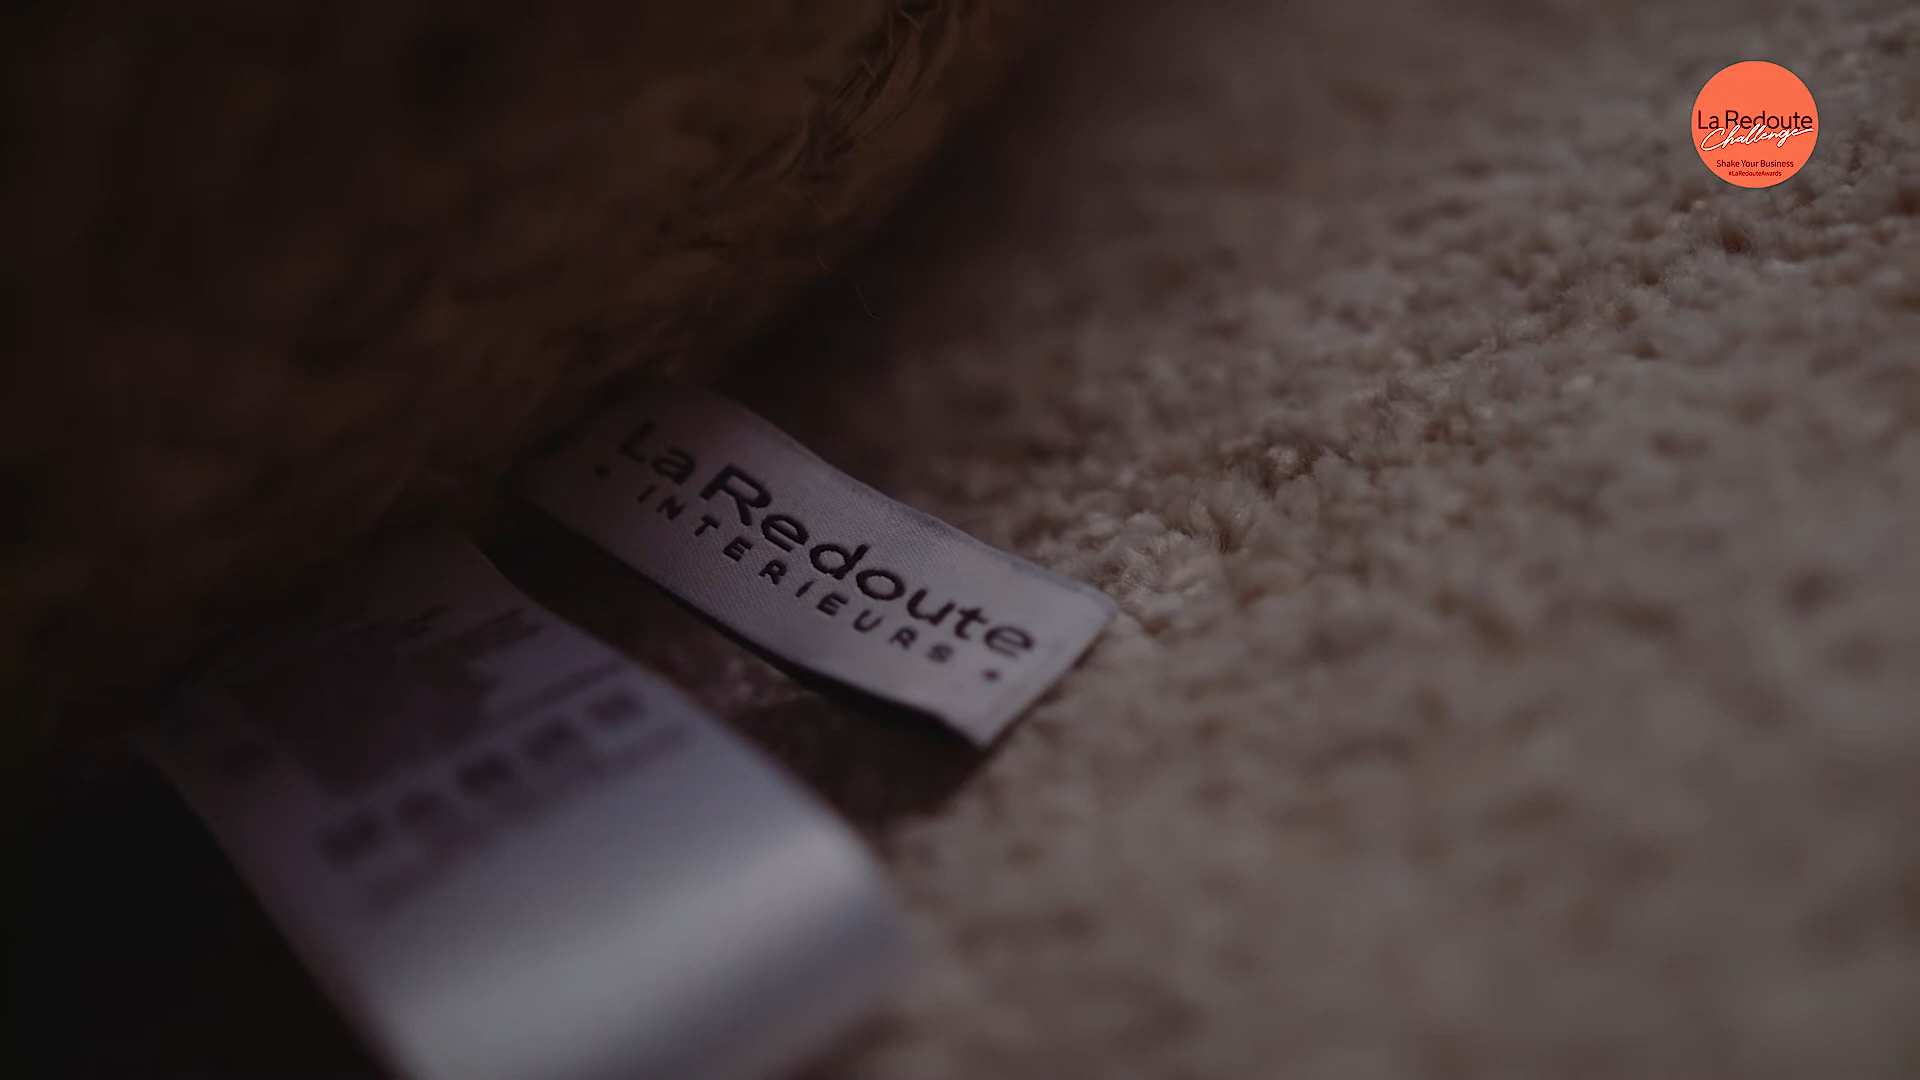 La Redoute
Challenge
Shake Your Business
#LaRedouteAwards
La Redoute
• INTERIEURS •